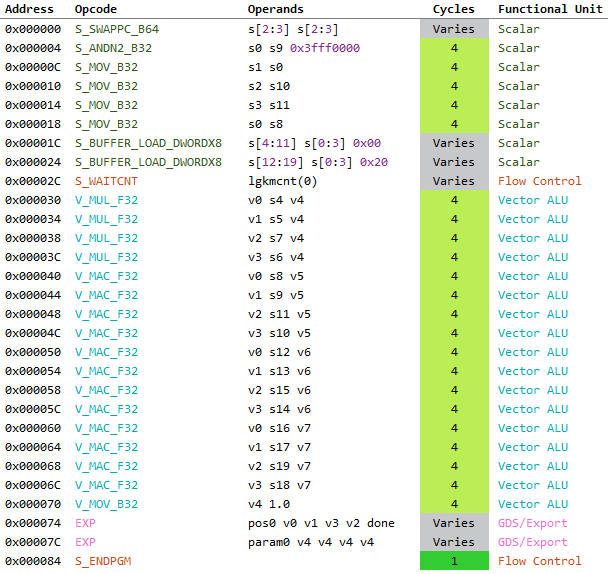 Address Opcode Operands Cycles Functional Unit
0x000000 S_SWAPPC_B64 s[2:3] s[2:3] Varies Scalar
0x000004 S_ANDN2_B32 s0 s9 0x3fff0000 4 Scalar
0x00000C S_MOV_B32 s1 s0 4 Scalar
0x000010 S_MOV_B32 s2 s10 4 Scalar
0x000014 S_MOV_B32 s3 s11 4 Scalar
0x000018 S_MOV_B32 s0 s8 4 Scalar
0x00001C S_BUFFER_LOAD_DWORDX8 s[4:11] s[0:3] 0x00 Varies Scalar
0x000024 S_BUFFER_LOAD_DWORDX8 s[12:19] s[0:3] 0x20 Varies Scalar
0x00002C S_WAITCNT lgkmcnt(0) Varies Flow Control
0x000030 V_MUL_F32 v0 s4 v4 4 Vector ALU
0x000034 V_MUL_F32 v1 s5 v4 4 Vector ALU
0x000038 V_MUL_F32 v2 s7 v4 4 Vector ALU
0x00003C V_MUL_F32 v3 s6 v4 4 Vector ALU
0x000040 V_MAC_F32 v0 s8 v5 4 Vector ALU
0x000044 V_MAC_F32 v1 s9 v5 4 Vector ALU
0x000048 V_MAC_F32 v2 s11 v5 4 Vector ALU
0x00004C V_MAC_F32 v3 s10 v5 4 Vector ALU
0x000050 V_MAC_F32 v0 s12 v6 4 Vector ALU
0x000054 V_MAC_F32 v1 s13 v6 4 Vector ALU
0x000058 V_MAC_F32 v2 s15 v6 4 Vector ALU
0x00005C V_MAC_F32 v3 s14 v6 4 Vector ALU
0x000060 V_MAC_F32 v0 s16 v7 4 Vector ALU
0x000064 V_MAC_F32 v1 s17 v7 4 Vector ALU
0x000068 V_MAC_F32 v2 s19 v7 4 Vector ALU
0x00006C V_MAC_F32 v3 s18 v7 4 Vector ALU
0x000070 V_MOV_B32 v4 1.0 4 Vector ALU
0x000074 EXP pos0 v0 v1 v3 v2 done Varies GDS/Export
0x00007C EXP param0 v4 v4 v4 v4 Varies GDS/Export
0x000084 S_ENDPGM 1 Flow Control